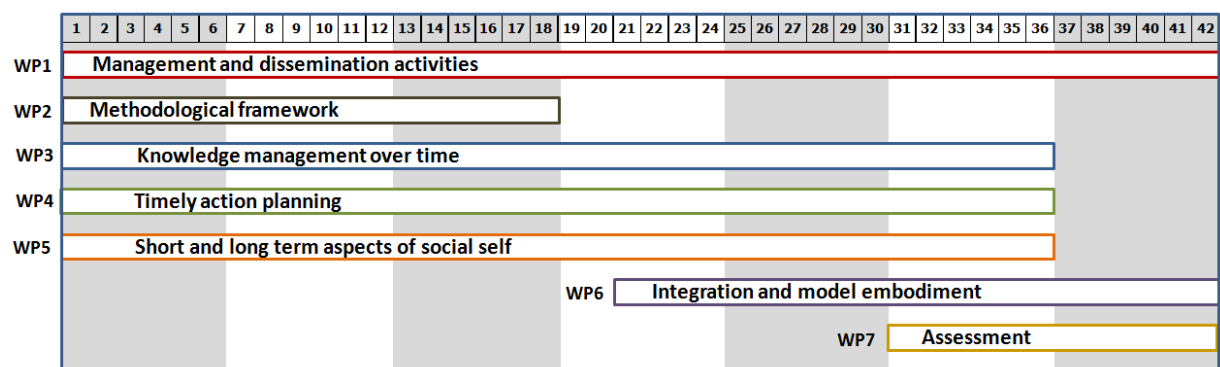 1 2 3 4 5 6 7 8 9 10 11 12 13 14 15 16 17 18 19 20 21 22 23 24 25 26 27 28 29 30 31 32 33 34 35 36 37 38 39 40 41 42
WP1 Management and dissemination activities
WP2 Methodological framework
WP3 Knowledge management over time
WP4 Timely action planning
WP5 Short and long term aspects of social self
WP6 Integration and model embodiment
WP7 Assessment